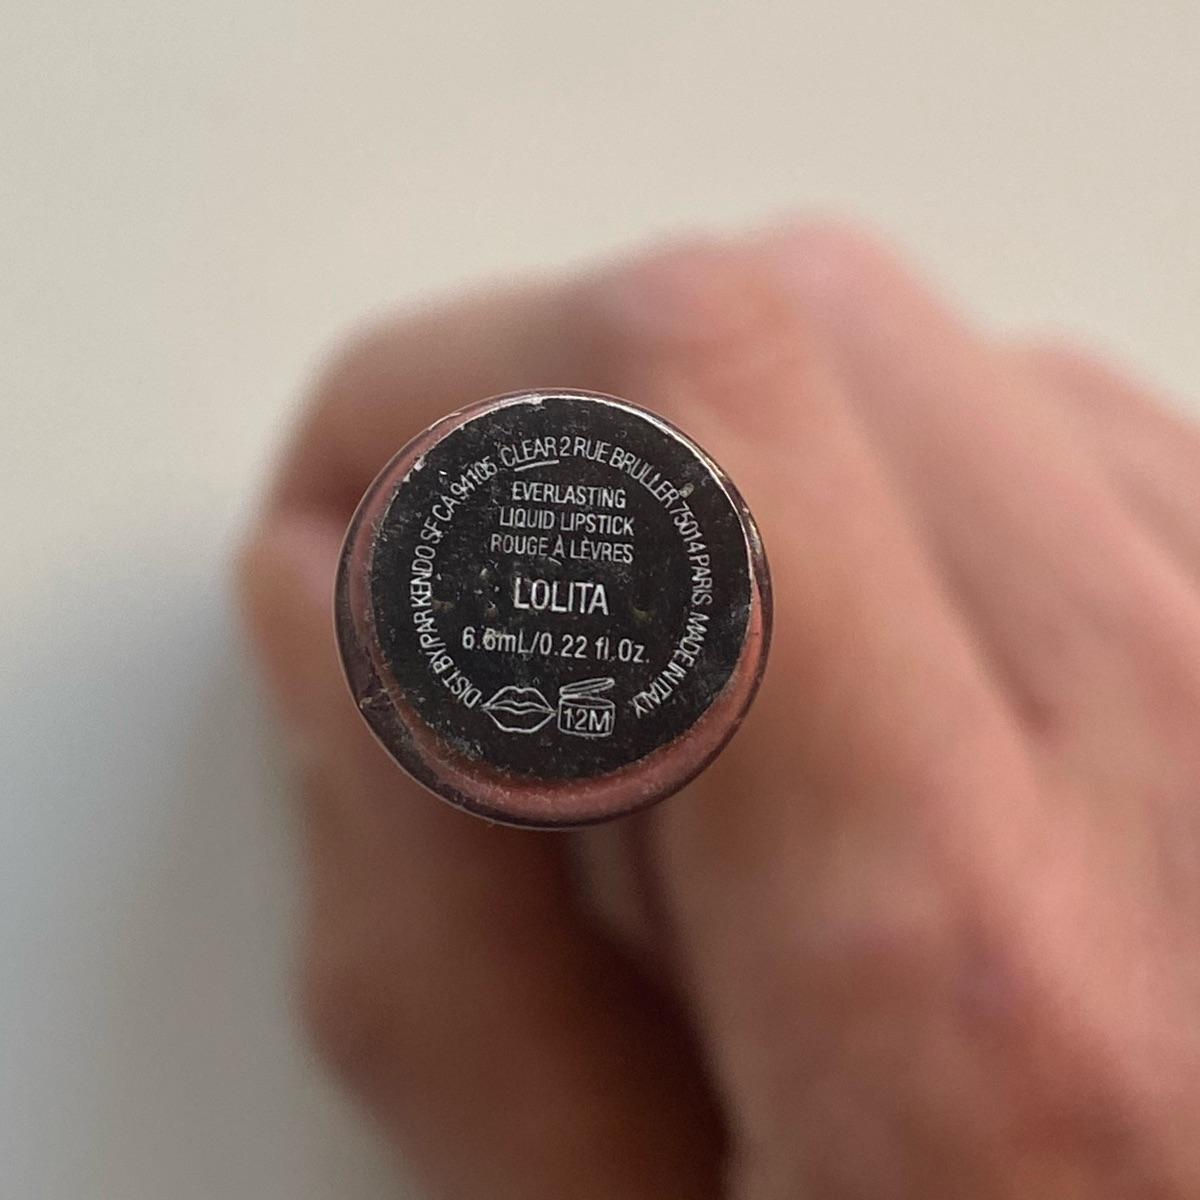 DIST. BY/PAR KENDO SF CA 94105 CLEAR 2 RUE BRULLER 75014 PARIS. MADE IN ITALY
EVERLASTING
LIQUID LIPSTICK
ROUGE À LÈVRES
LOLITA
6.6mL/0.22 fl.Oz.
12M